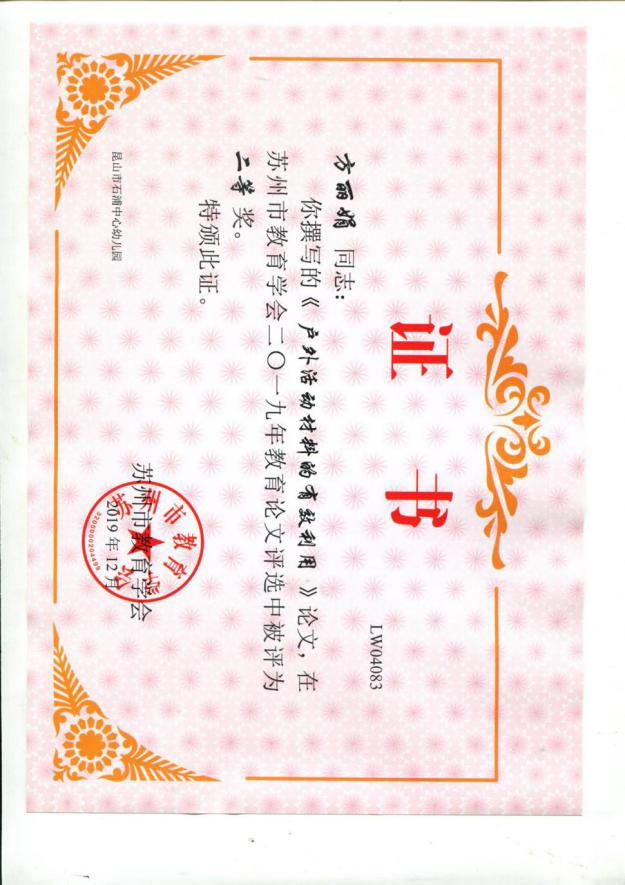 证书
LW04083
方丽娟 同志：
你撰写的《户外活动材料的有效利用》论文，在
苏州市教育学会二〇一九年教育论文评选中被评为
二等奖。
特颁此证。
苏州市教育学会
2019年12月
昆山市石浦中心幼儿园